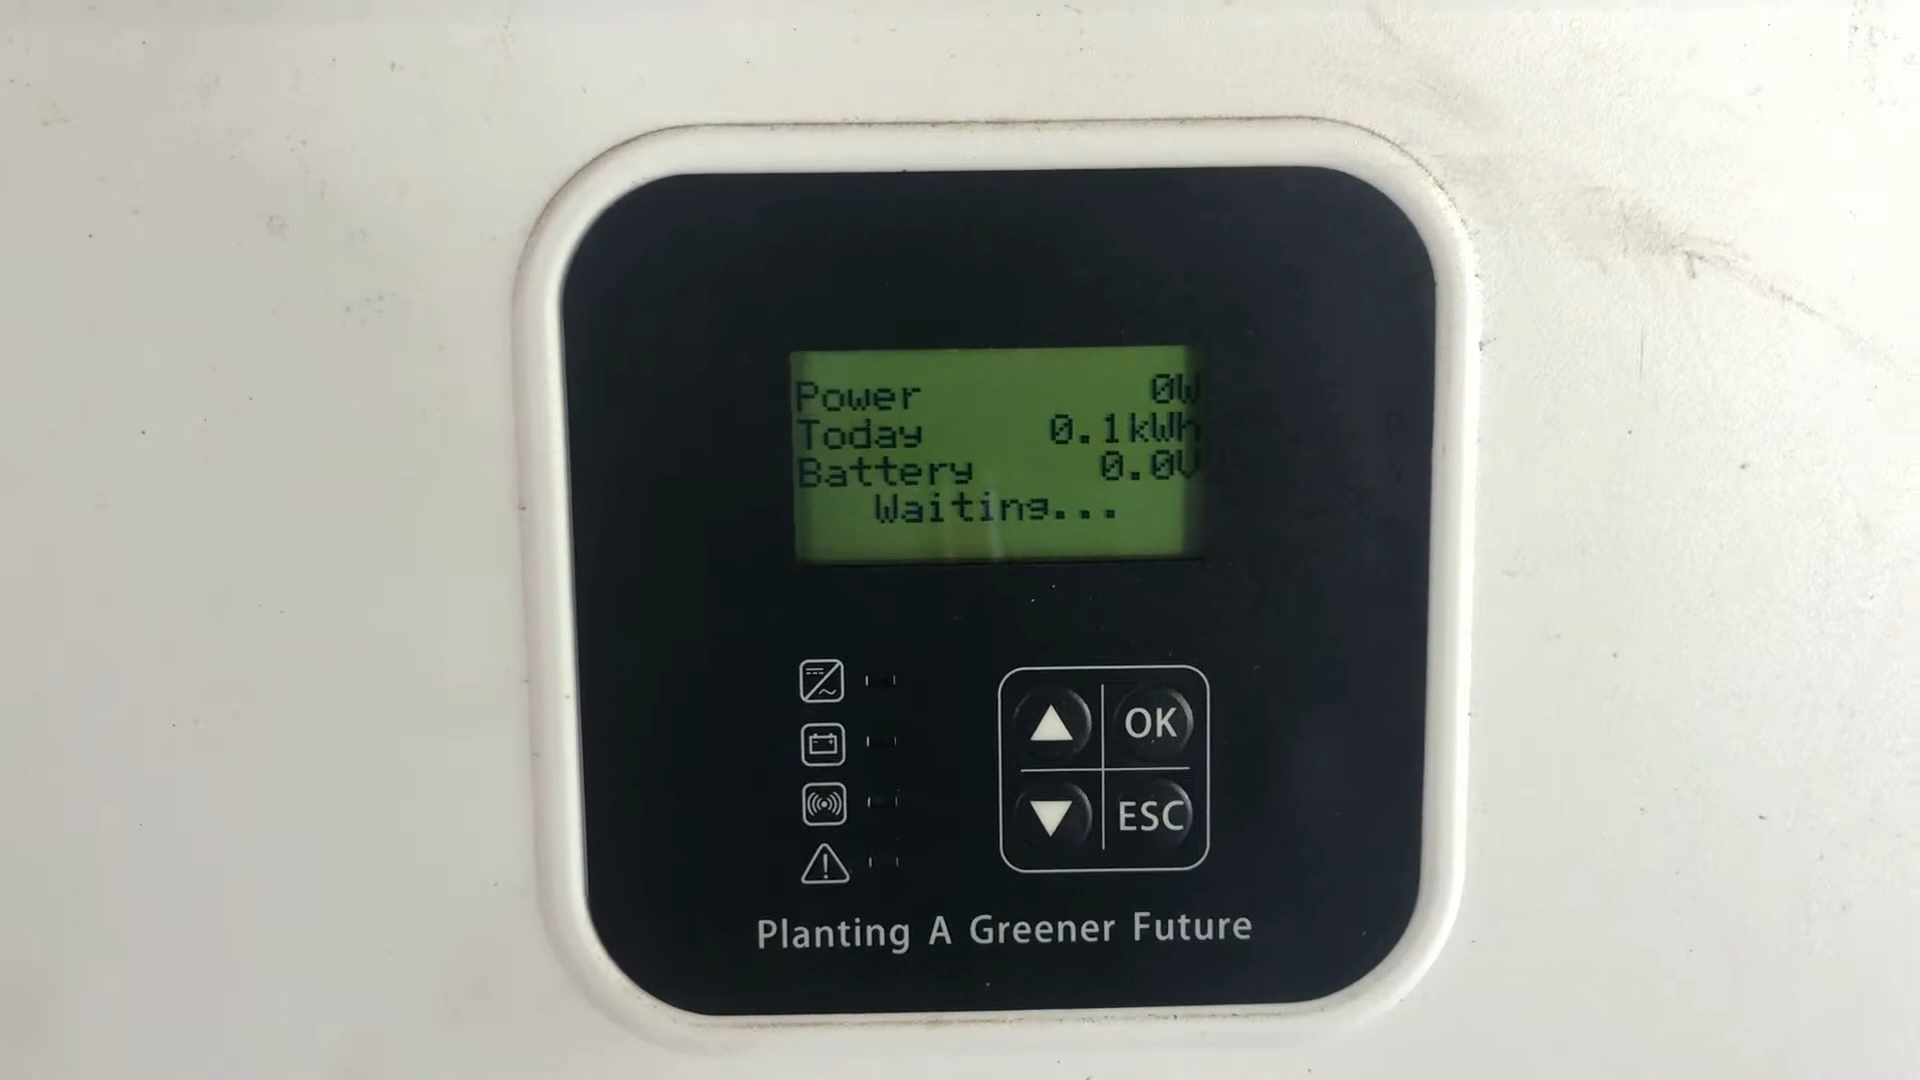 Power 0W
Today 0.1kWh
Battery 0.0V
Waiting...
OK
ESC
Planting A Greener Future